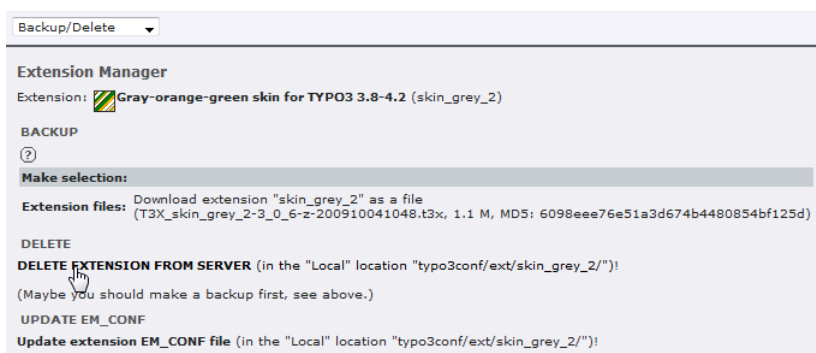 Backup/Delete
Extension Manager
Extension: Gray-orange-green skin for TYPO3 3.8-4.2 (skin_grey_2)
BACKUP
?
Make selection:
Extension files: Download extension "skin_grey_2" as a file
(T3X_skin_grey_2-3_0_6-z-200910041048.t3x, 1.1 M, MD5: 6098eee76e51a3d674b4480854bf125d)
DELETE
DELETE EXTENSION FROM SERVER (in the "Local" location "typo3conf/ext/skin_grey_2/")!
(Maybe you should make a backup first, see above.)
UPDATE EM_CONF
Update extension EM_CONF file (in the "Local" location "typo3conf/ext/skin_grey_2/")!